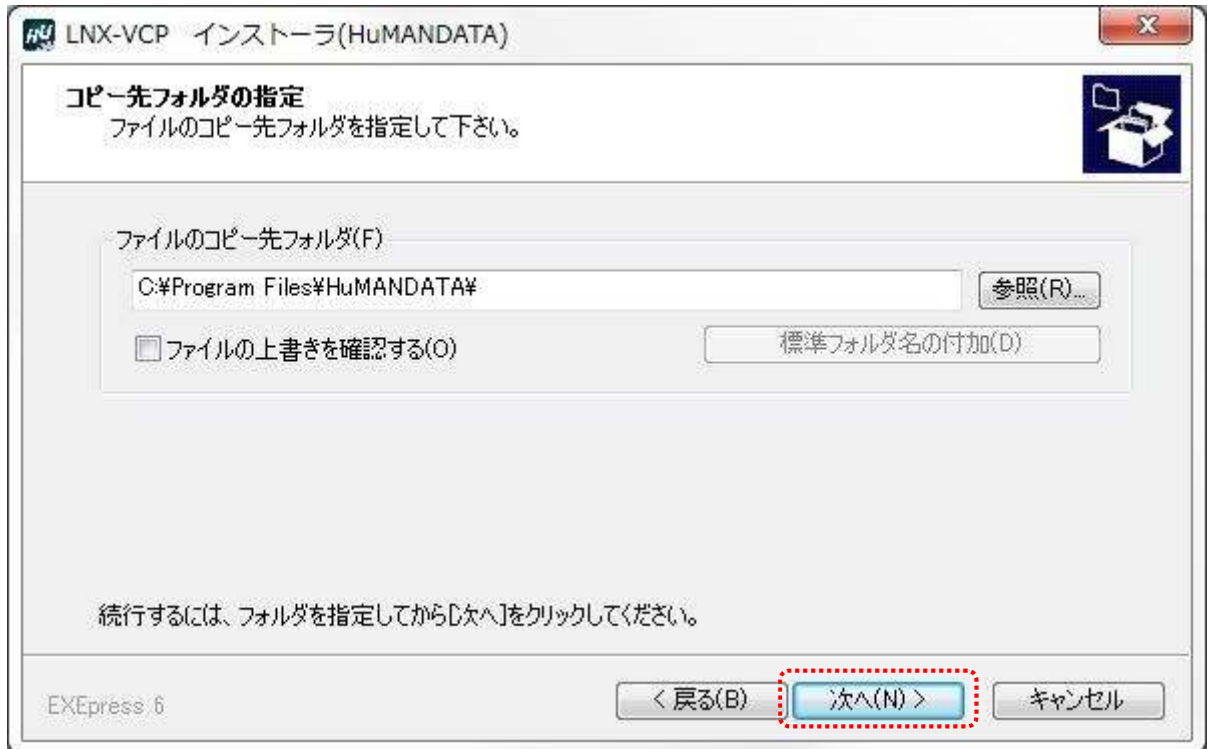 HU LNX-VCP インストーラ(HuMANDATA)
コピー先フォルダの指定
ファイルのコピー先フォルダを指定して下さい。
ファイルのコピー先フォルダ(F)
C:¥Program Files¥HuMANDATA¥
参照(R)...
ファイルの上書きを確認する(O)
標準フォルダ名の付加(D)
続行するには、フォルダを指定してから[次へ]をクリックしてください。
EXEpress 6
< 戻る(B)
次へ(N) >
キャンセル